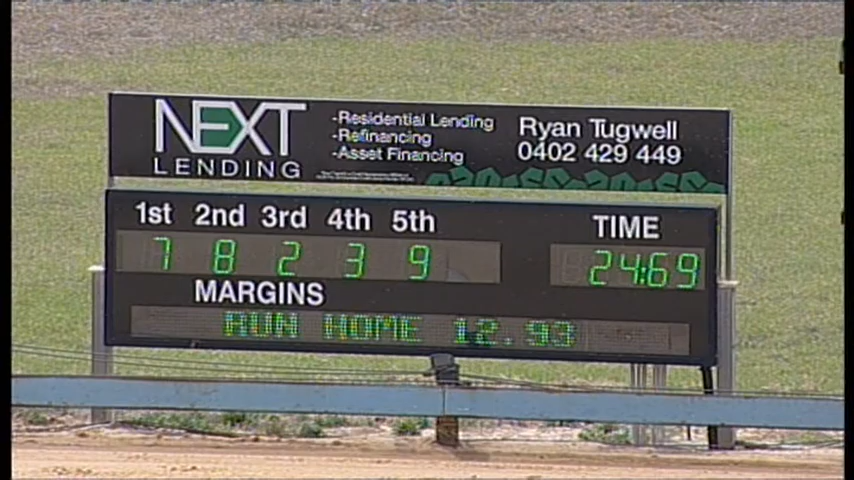 NEXT
LENDING
-Residential Lending
-Refinancing
-Asset Financing
Ryan Tugwell
0402 429 449
1st 2nd 3rd 4th 5th TIME
7 8 2 3 9 24:69
MARGINS
RUN HOME 12.93